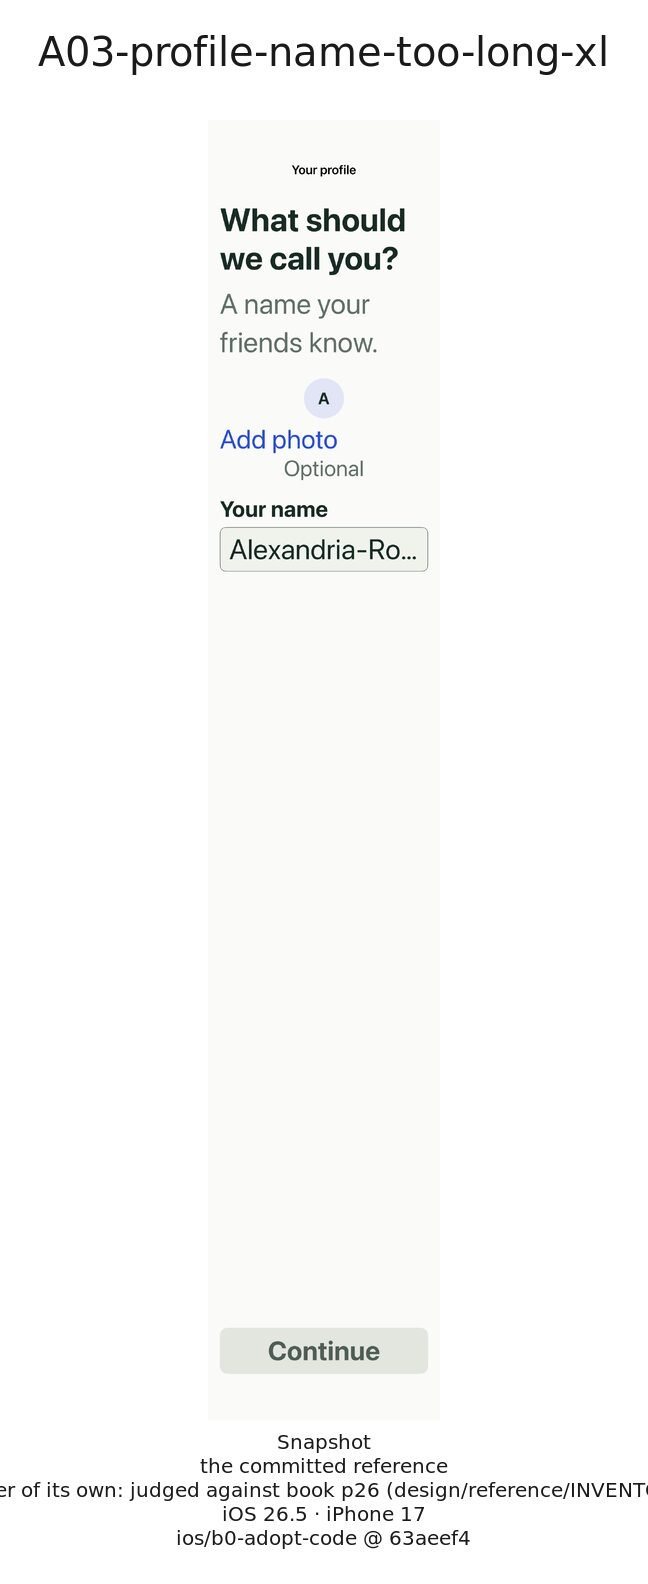 A03-profile-name-too-long-xl
Your profile
What should
we call you?
A name your
friends know.
A
Add photo
Optional
Your name
Alexandria-Ro…
Continue
Snapshot
the committed reference
of its own: judged against book p26 (design/reference/
iOS 26.5 · iPhone 17
ios/b0-adopt-code @ 63aeef4